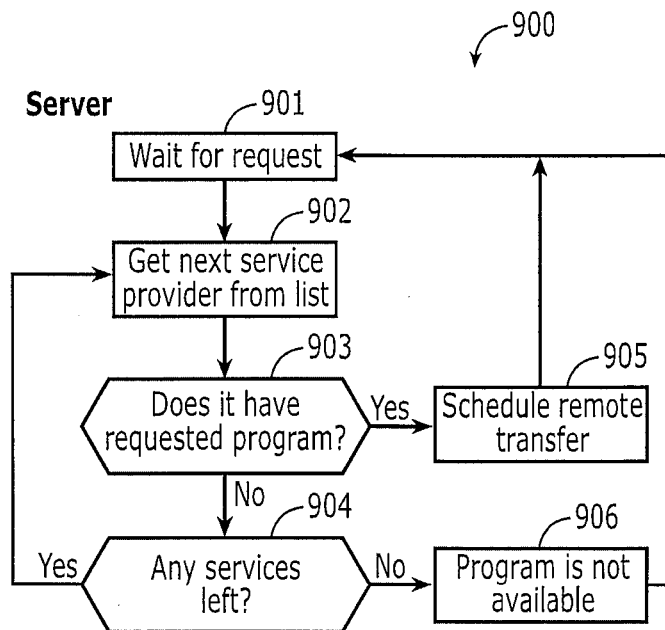 900
Server
901
Wait for request
902
Get next service
provider from list
903
Does it have
requested program?
Yes
905
Schedule remote
transfer
No
904
Any services
left?
Yes
No
906
Program is not
available